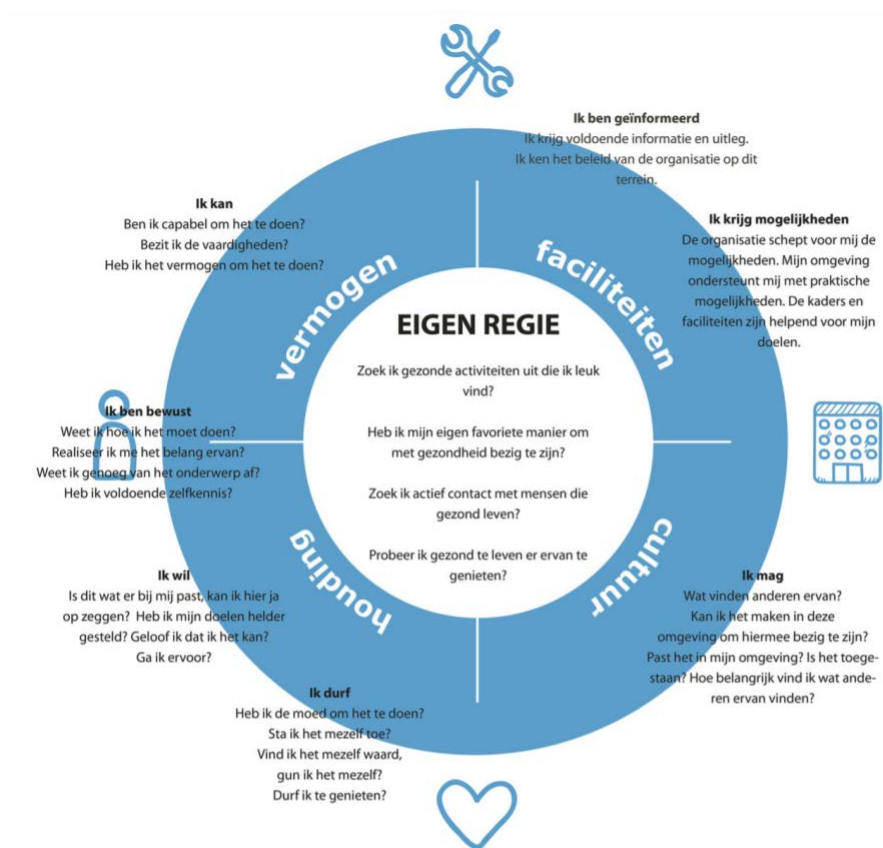 Ik ben geïnformeerd
Ik krijg voldoende informatie en uitleg.
Ik ken het beleid van de organisatie op dit
terrein.
Ik kan
Ben ik capabel om het te doen?
Bezit ik de vaardigheden?
Heb ik het vermogen om het te doen?
Ik krijg mogelijkheden
De organisatie schept voor mij de
mogelijkheden. Mijn omgeving
ondersteunt mij met praktische
mogelijkheden. De kaders en
faciliteiten zijn helpend voor mijn
doelen.
vermogen
faciliteiten
EIGEN REGIE
Zoek ik gezonde activiteiten uit die ik leuk
vind?
Heb ik mijn eigen favoriete manier om
met gezondheid bezig te zijn?
Zoek ik actief contact met mensen die
gezond leven?
Probeer ik gezond te leven er ervan te
genieten?
Ik ben bewust
Weet ik hoe ik het moet doen?
Realiseer ik me het belang ervan?
Weet ik genoeg van het onderwerp af?
Heb ik voldoende zelfkennis?
houding
cultuur
Ik wil
Is dit wat er bij mij past, kan ik hier ja
op zeggen? Heb ik mijn doelen helder
gesteld? Geloof ik dat ik het kan?
Ga ik ervoor?
Ik mag
Wat vinden anderen ervan?
Kan ik het maken in deze
omgeving om hiermee bezig te zijn?
Past het in mijn omgeving? Is het toege-
staan? Hoe belangrijk vind ik wat ande-
ren ervan vinden?
Ik durf
Heb ik de moed om het te doen?
Sta ik het mezelf toe?
Vind ik het mezelf waard,
gun ik het mezelf?
Durf ik te genieten?